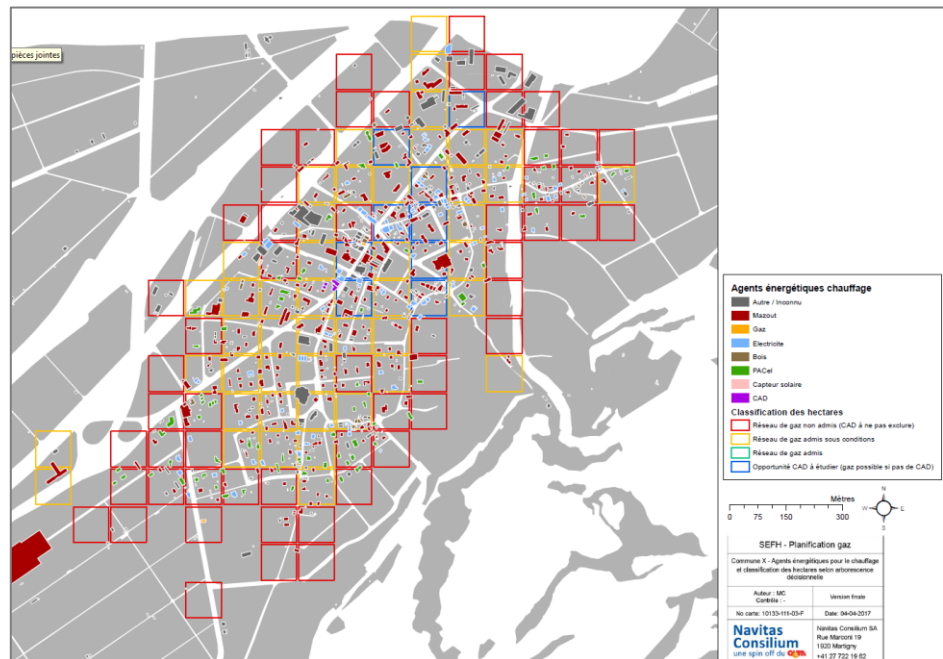 pièces jointes
Agents énergétiques chauffage
Autre / Inconnu
Mazout
Gaz
Electricite
Bois
PACel
Capteur solaire
CAD
Classification des hectares
Réseau de gaz non admis (CAD à ne pas exclure)
Réseau de gaz admis sous conditions
Réseau de gaz admis
Opportunité CAD à étudier (gaz possible si pas de CAD)
Mètres
0 75 150 300
N
W E
S
SEFH - Planification gaz
Commune X - Agents énergétiques pour le chauffage
et classification des hectares selon arborescence
décisionnelle
Auteur : MC
Contrôle : -
Version finale
No carte: 10133-111-03-F
Date: 04-04-2017
Navitas
Consilium
une spin off du
Navitas Consilium SA
Rue Marconi 19
1920 Martigny
+41 27 722 19 62